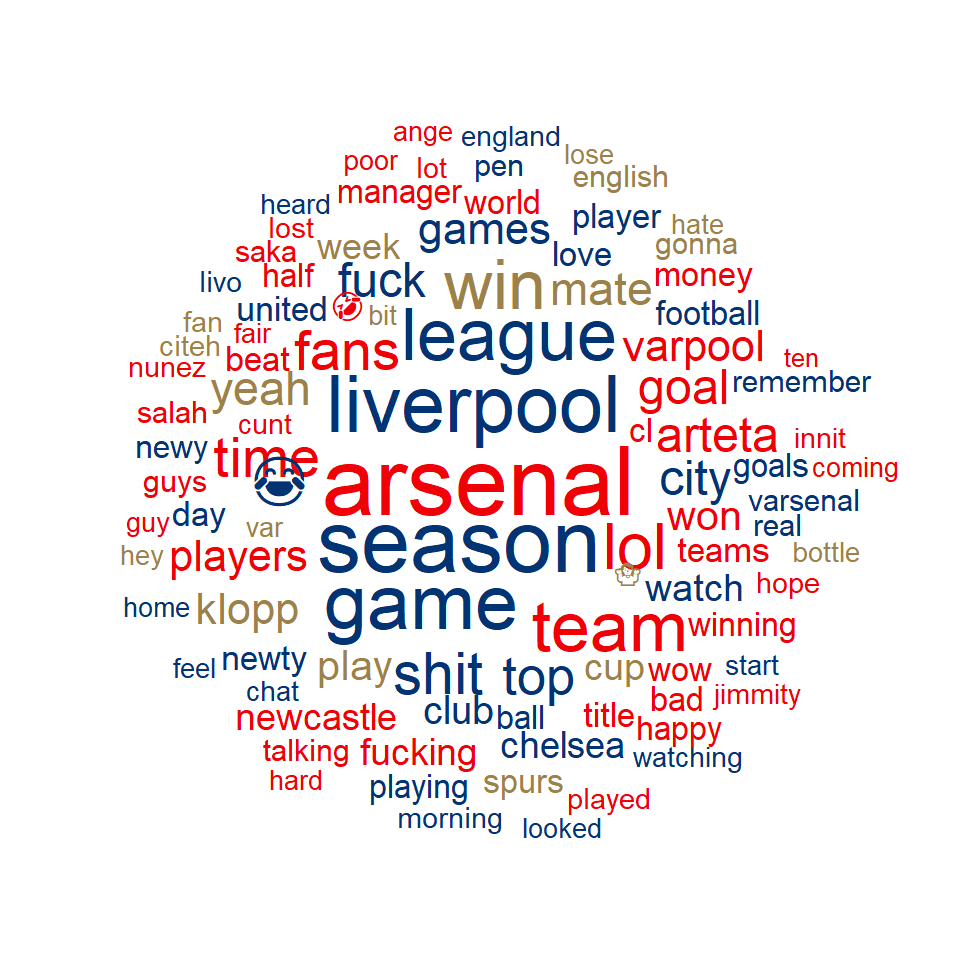 ange england
poor lot pen lose
english
manager world
heard player
lost games hate
saka week love gonna
livo half fuck win mate money
united bit football
fan fair league
citeh beat fans varpool ten
nunez yeah liverpool goal remember
salah
cunt cl arteta innit
newy time arsenal city goals coming
guys
guy day varsenal
var season lol won real
hey players teams bottle
game watch hope
home klopp
team winning
feel newty play shit top cup wow start
chat bad jimmity
newcastle club ball title happy
talking fucking chelsea watching
hard playing spurs
played
morning looked